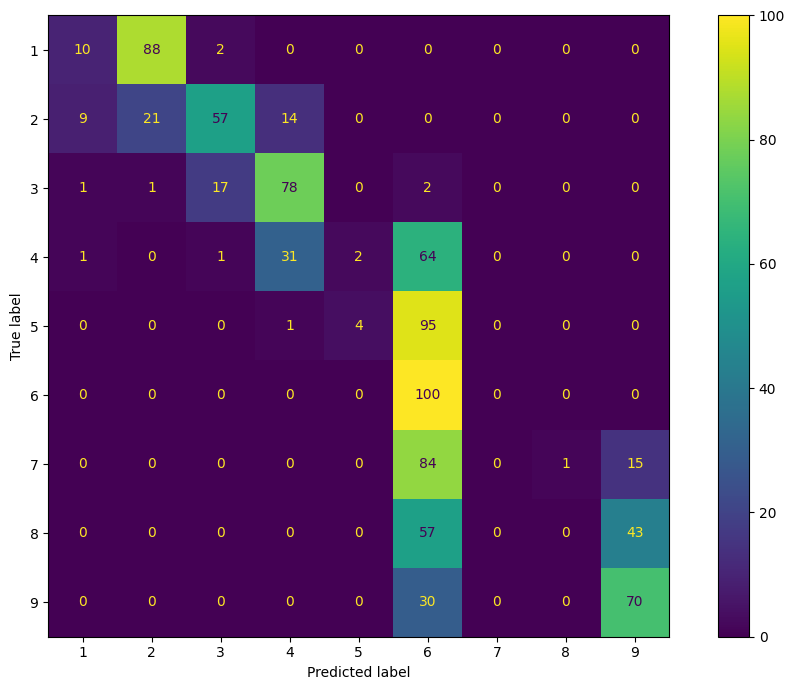 100
1 10 88 2 0 0 0 0 0 0
2 9 21 57 14 0 0 0 0 0
80
3 1 1 17 78 0 2 0 0 0
60
4 1 0 1 31 2 64 0 0 0
True label
5 0 0 0 1 4 95 0 0 0
40
6 0 0 0 0 0 100 0 0 0
7 0 0 0 0 0 84 0 1 15
20
8 0 0 0 0 0 57 0 0 43
9 0 0 0 0 0 30 0 0 70
0
1 2 3 4 5 6 7 8 9
Predicted label